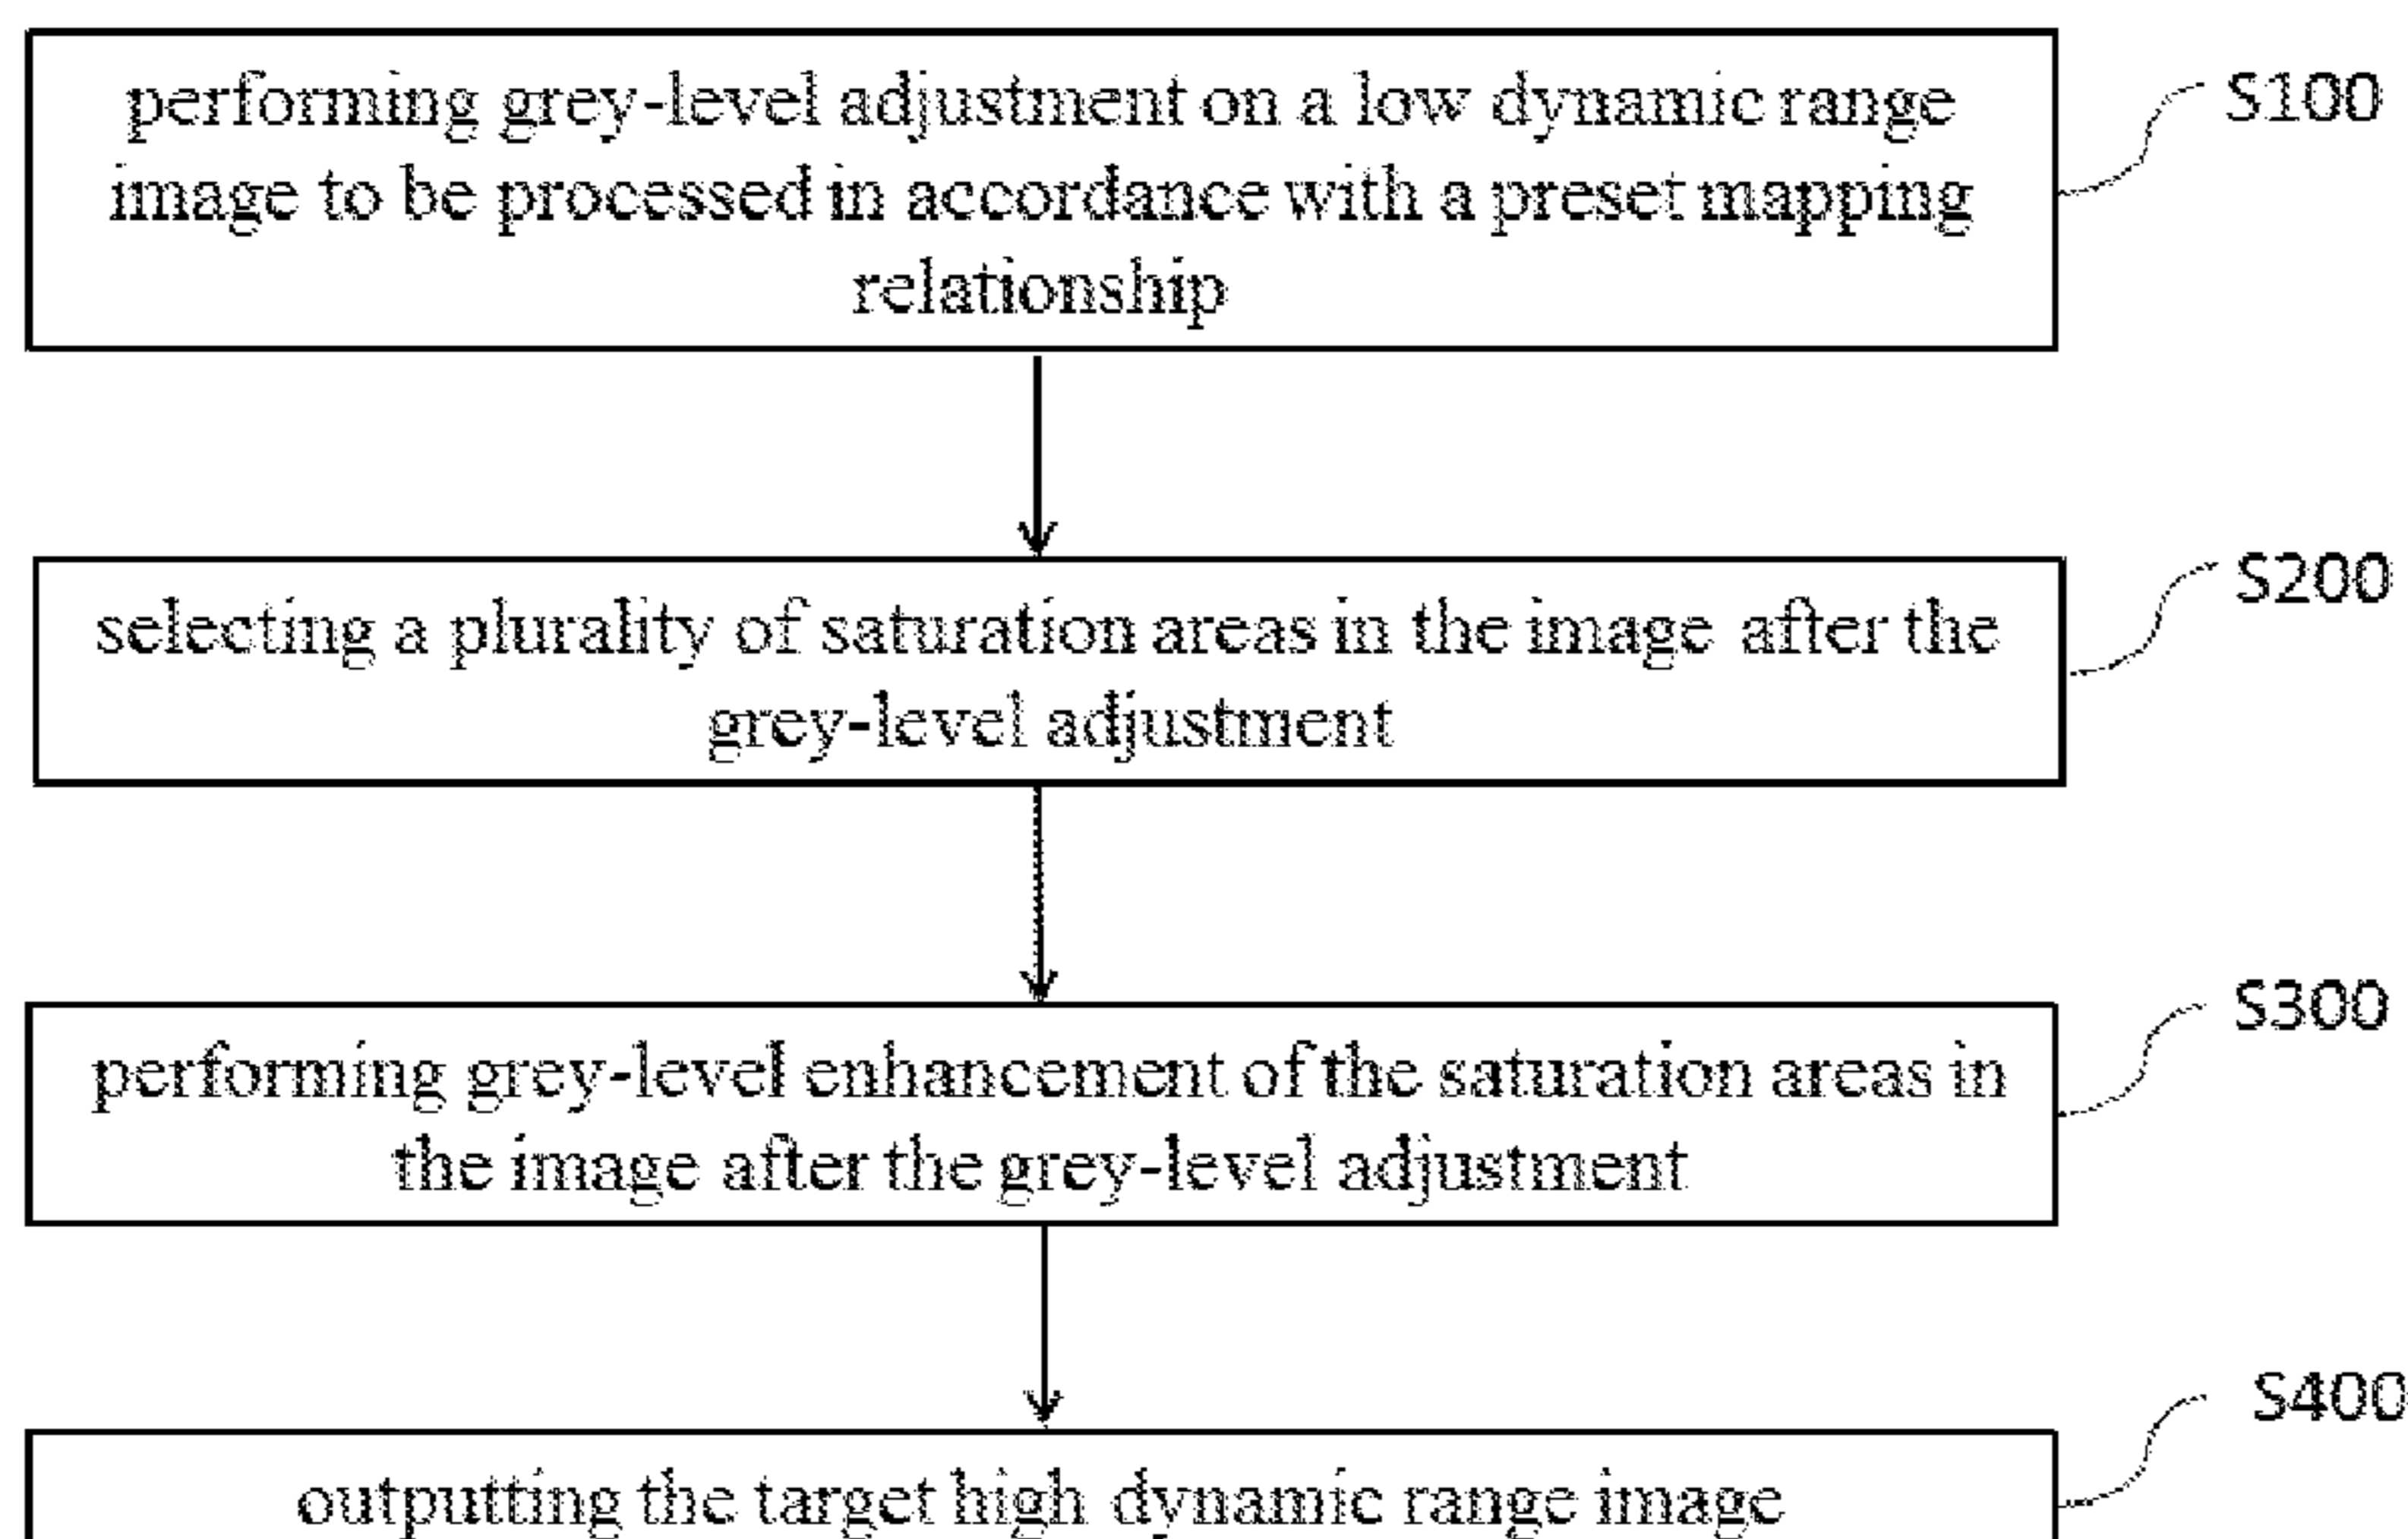 performing grey-level adjustment on a low dynamic range
image to be processed in accordance with a preset mapping
relationship
S100
selecting a plurality of saturation areas in the image after the
grey-level adjustment
S200
performing grey-level enhancement of the saturation areas in
the image after the grey-level adjustment
S300
outputting the target high dynamic range image
S400